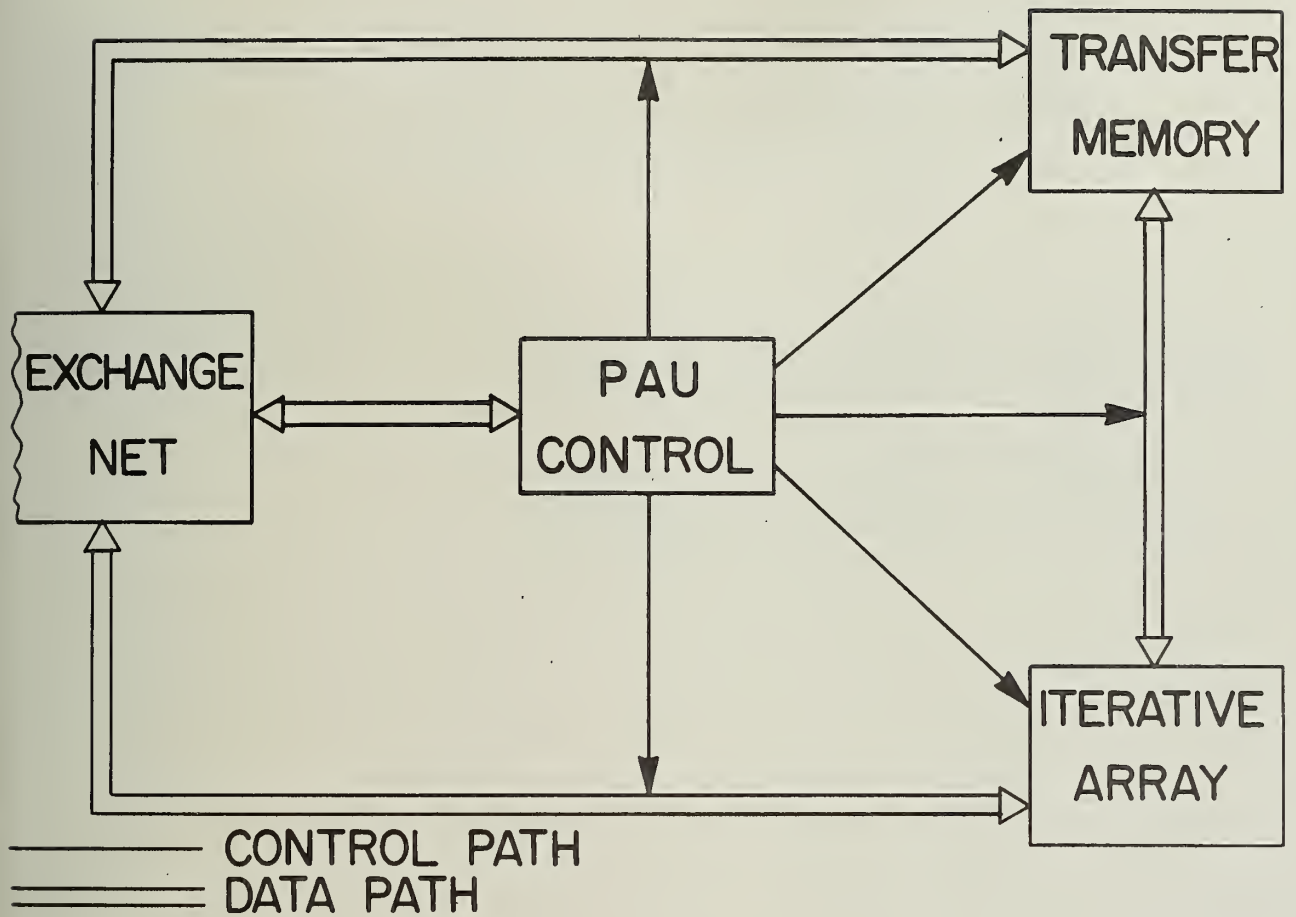 TRANSFER
MEMORY
EXCHANGE
NET
PAU
CONTROL
ITERATIVE
ARRAY
CONTROL PATH
DATA PATH